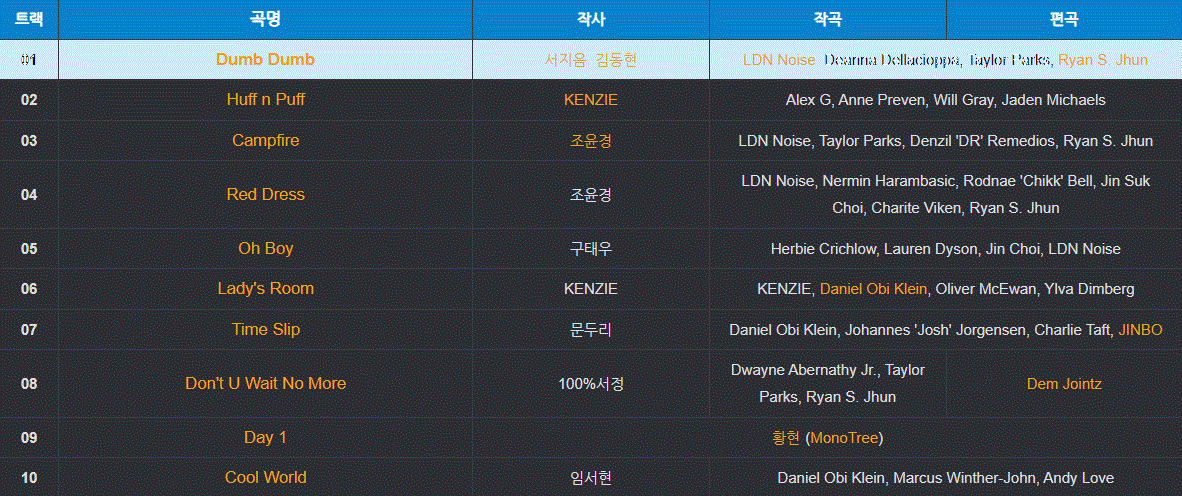 트랙 곡명 작사 작곡 편곡
01 Dumb Dumb 서지음 김동현 LDN Noise Deanna Dellacioppa, Taylor Parks, Ryan S. Jhun
02 Huff n Puff KENZIE Alex G, Anne Preven, Will Gray, Jaden Michaels
03 Campfire 조윤경 LDN Noise, Taylor Parks, Denzil 'DR' Remedios, Ryan S. Jhun
04 Red Dress 조윤경 LDN Noise, Nermin Harambasic, Rodnae 'Chikk' Bell, Jin Suk
Choi, Charite Viken, Ryan S. Jhun
05 Oh Boy 구태우 Herbie Crichlow, Lauren Dyson, Jin Choi, LDN Noise
06 Lady's Room KENZIE KENZIE, Daniel Obi Klein, Oliver McEwan, Ylva Dimberg
07 Time Slip 문두리 Daniel Obi Klein, Johannes 'Josh' Jorgensen, Charlie Taft, JINBO
08 Don't U Wait No More 100%서정 Dwayne Abernathy Jr., Taylor
Parks, Ryan S. Jhun Dem Jointz
09 Day 1 황현 (MonoTree)
10 Cool World 임서현 Daniel Obi Klein, Marcus Winther-John, Andy Love